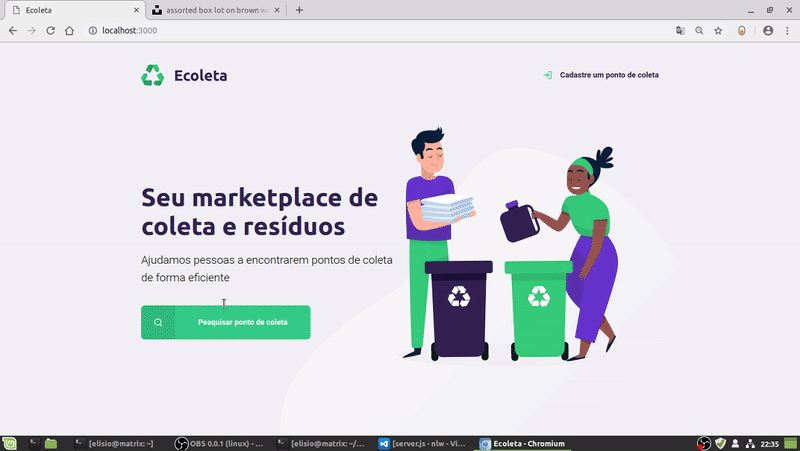 Ecoleta
assorted box lot on brown w
localhost:3000
Ecoleta
Cadastre um ponto de coleta
Seu marketplace de
coleta e resíduos
Ajudamos pessoas a encontrarem pontos de coleta
de forma eficiente
Pesquisar ponto de coleta
[elisio@matrix: ~]
OBS 0.0.1 (linux) - ...
[elisio@matrix: ~/...
[server.js - nlw - Vi...
Ecoleta - Chromium
22:35